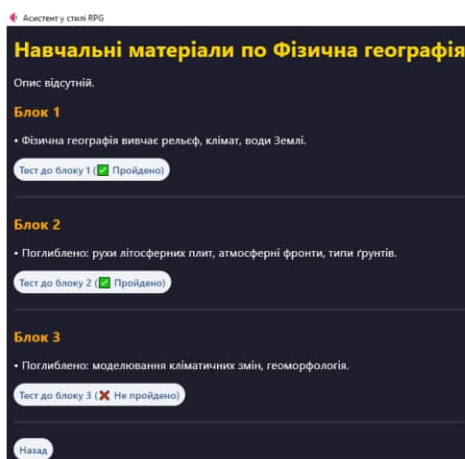 Асистент у стилі RPG
Навчальні матеріали по Фізична географія
Опис відсутній.
Блок 1
• Фізична географія вивчає рельєф, клімат, води Землі.
Тест до блоку 1 (✅ Пройдено)
Блок 2
• Поглиблено: рухи літосферних плит, атмосферні фронти, типи ґрунтів.
Тест до блоку 2 (✅ Пройдено)
Блок 3
• Поглиблено: моделювання кліматичних змін, геоморфологія.
Тест до блоку 3 (❌ Не пройдено)
Назад